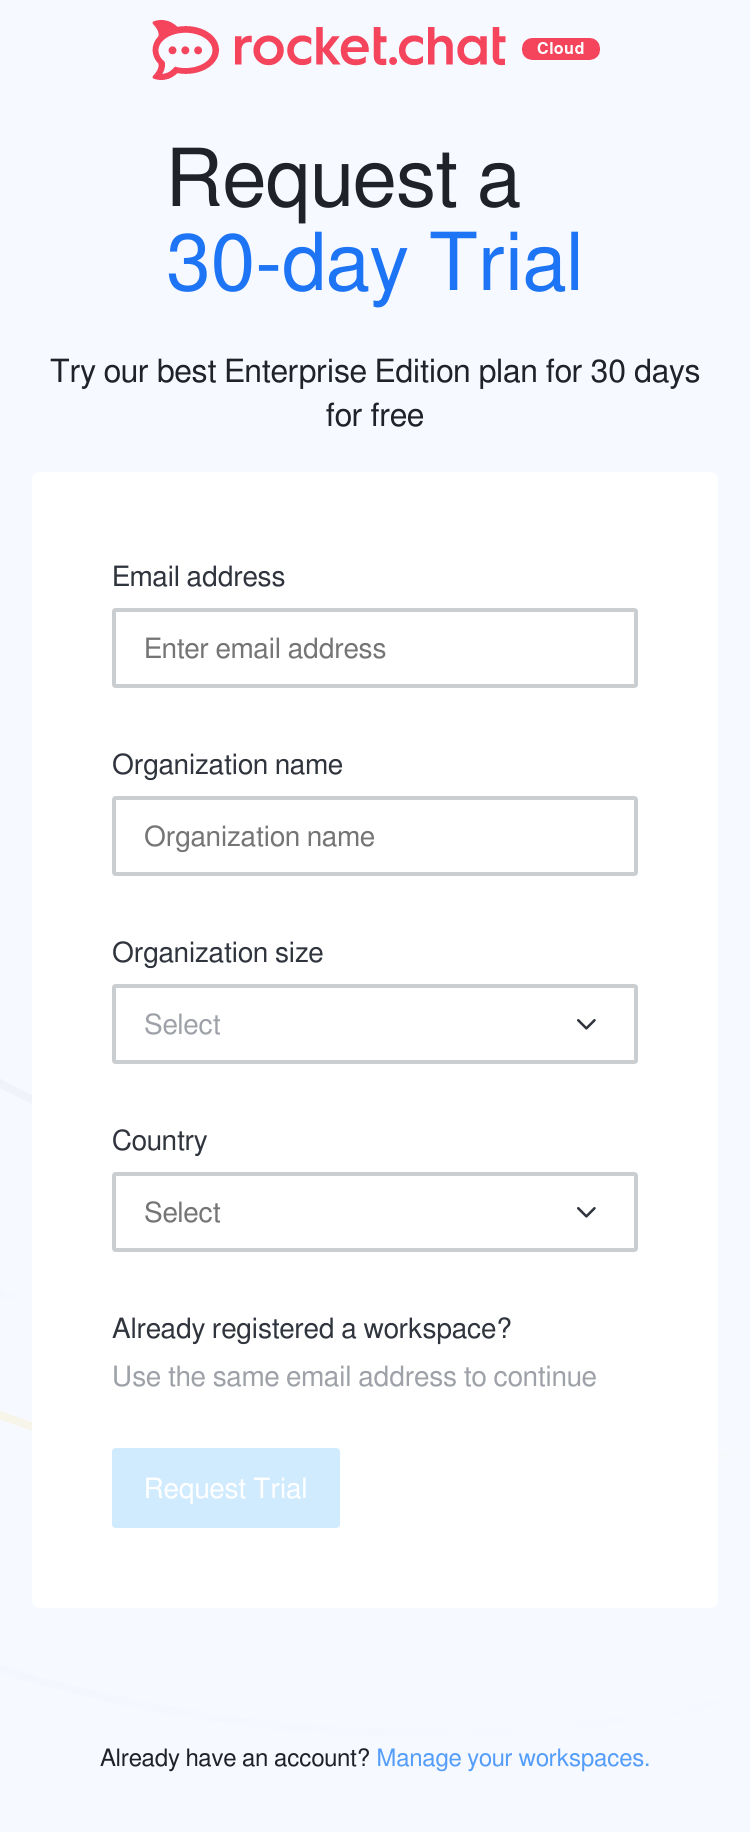 rocket.chat Cloud
Request a
30-day Trial
Try our best Enterprise Edition plan for 30 days
for free
Email address
Enter email address
Organization name
Organization name
Organization size
Select
Country
Select
Already registered a workspace?
Use the same email address to continue
Request Trial
Already have an account? Manage your workspaces.